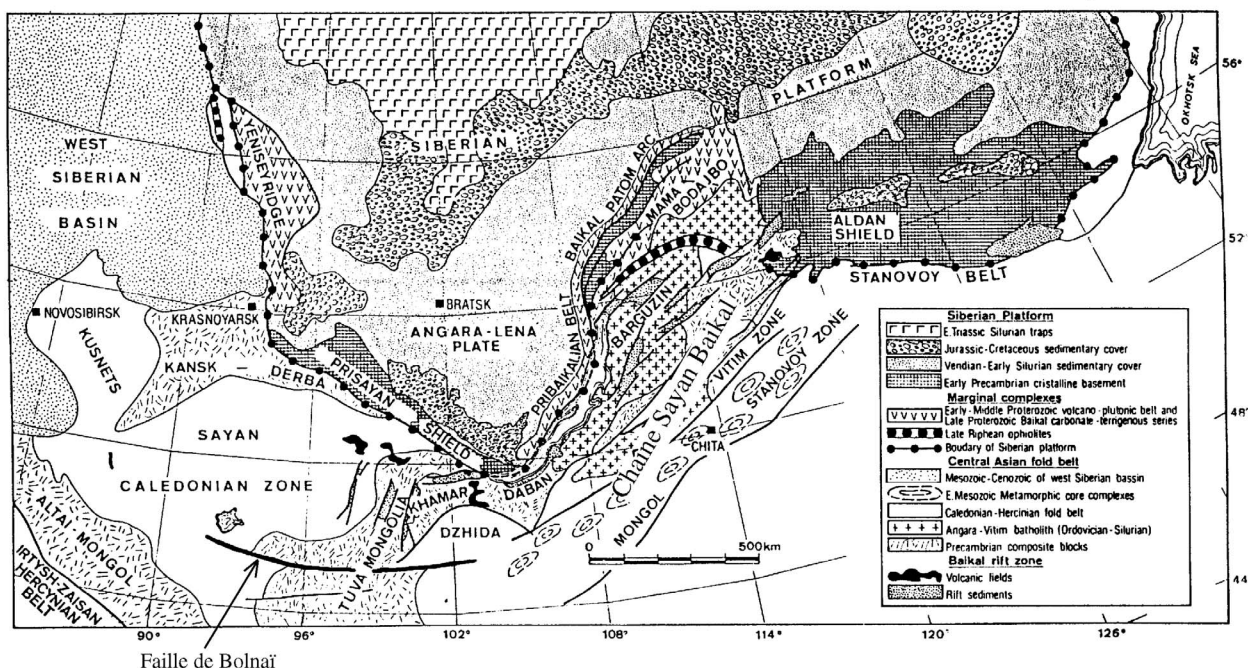 56°
52°
48°
44°
OKHOTSK SEA
PLATFORM
SIBERIAN
WEST
SIBERIAN
BASIN
YENISEY RIDGE
BAIKAL PATOM ARC
MAMA
BODAJBO
ALDAN
SHIELD
STANOVOY BELT
NOVOSIBIRSK
KRASNOYARSK
BRATSK
ANGARA-LENA
PLATE
PRIBAIKALIAN BELT
BARGUZIN
Chaîne Sayan Baikal
VITIM ZONE
STANOVOY ZONE
KUSNETS
KANSK
DERBA
PRISAYAN
SHIELD
SAYAN
CALEDONIAN ZONE
CHITA
KHAMAR
DABAN
DZHIDA
MONGOL
TUVA MONGOLIA
ALTAI-MONGOL
IRTYSH-ZAISAN
HERCYNIAN
BELT
0 500km
Siberian Platform
E.Triassic Silurian traps
Jurassic-Cretaceous sedimentary cover
Vendian-Early Silurian sedimentary cover
Early Precambrian cristalline basement
Marginal complexes
Early-Middle Proterozoic volcano-plutonic belt and
Late Proterozoic Baikal carbonate-terrigenous series
Late Riphean ophiolites
Boudary of Siberian platform
Central Asian fold belt
Mesozoic-Cenozoic of west Siberian bassin
E.Mesozoic Metamorphic core complexes
Caledonian-Hercinian fold belt
Angara-Vitim batholith (Ordovician-Silurian)
Precambrian composite blocks
Baikal rift zone
Volcanic fields
Rift sediments
90° 96° 102° 108° 114° 120° 126°
Faille de Bolnaï